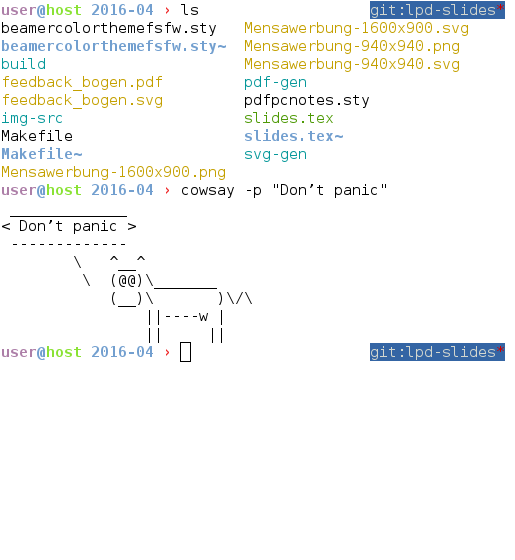 user@host 2016-04 › ls git:lpd-slides*
beamercolorthemefsfw.sty Mensawerbung-1600x900.svg
beamercolorthemefsfw.sty~ Mensawerbung-940x940.png
build Mensawerbung-940x940.svg
feedback_bogen.pdf pdf-gen
feedback_bogen.svg pdfpcnotes.sty
img-src slides.tex
Makefile slides.tex~
Makefile~ svg-gen
Mensawerbung-1600x900.png
user@host 2016-04 › cowsay -p "Don't panic"
 _____________
< Don't panic >
 -------------
        \   ^__^
         \  (@@)\_______
            (__)\       )\/\
                ||----w |
                ||     ||
user@host 2016-04 › git:lpd-slides*